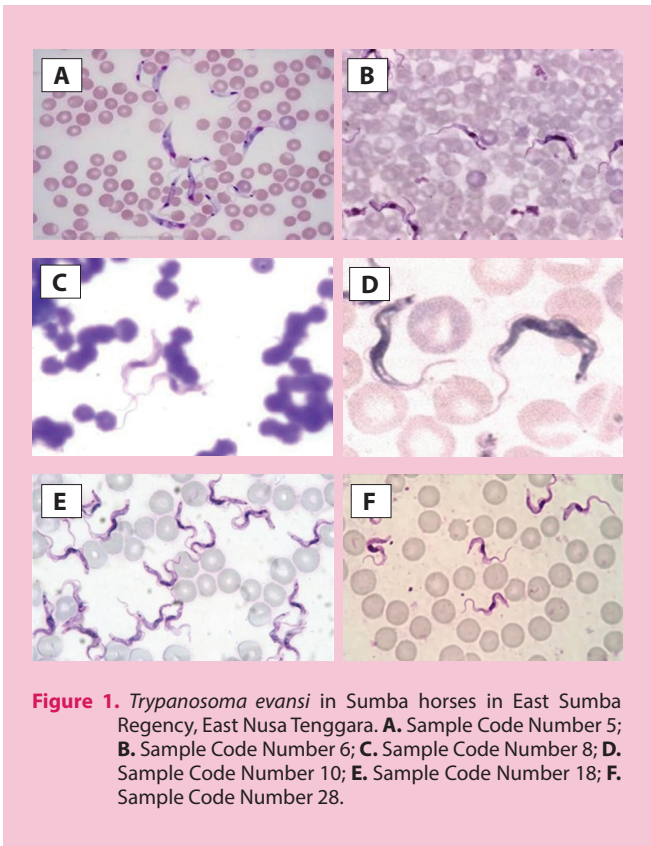 A
B
C
D
E
F
Figure 1. Trypanosoma evansi in Sumba horses in East Sumba
Regency, East Nusa Tenggara. A. Sample Code Number 5;
B. Sample Code Number 6; C. Sample Code Number 8; D.
Sample Code Number 10; E. Sample Code Number 18; F.
Sample Code Number 28.